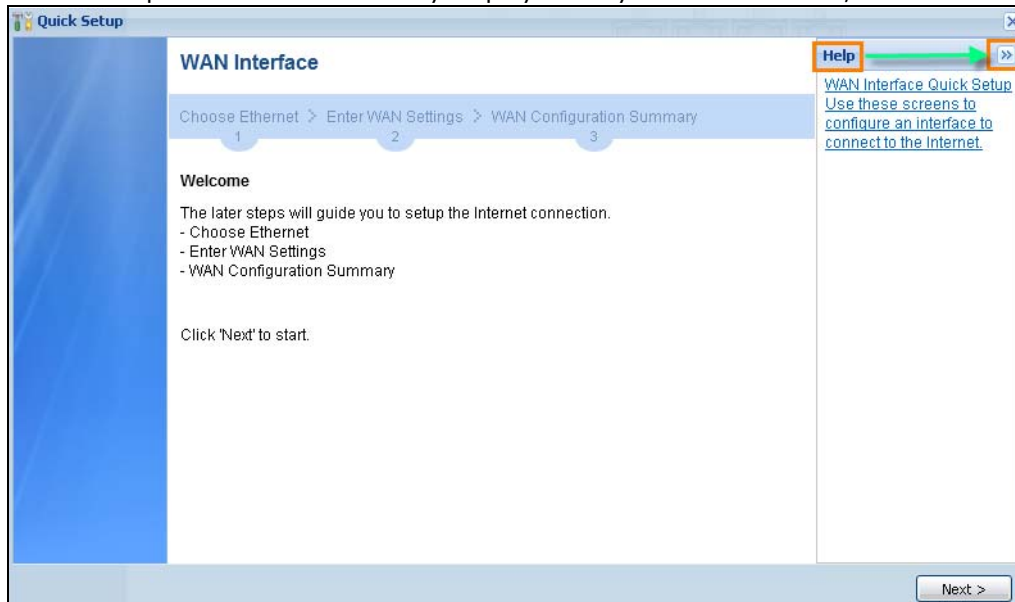 Quick Setup
WAN Interface
Choose Ethernet > Enter WAN Settings > WAN Configuration Summary
1 2 3
Welcome
The later steps will guide you to setup the Internet connection.
- Choose Ethernet
- Enter WAN Settings
- WAN Configuration Summary
Click 'Next' to start.
Help »
WAN Interface Quick Setup
Use these screens to
configure an interface to
connect to the Internet.
Next >